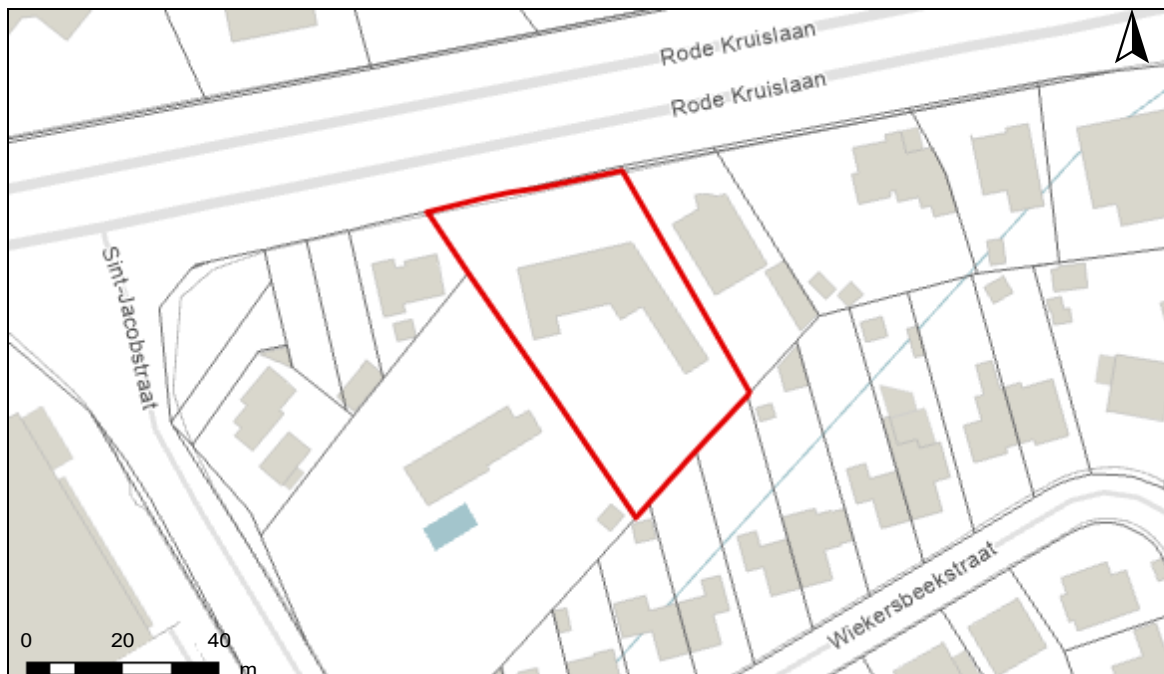 Rode Kruislaan
Rode Kruislaan
Sint-Jacobstraat
Wiekersbeekstraat
0 20 40
m